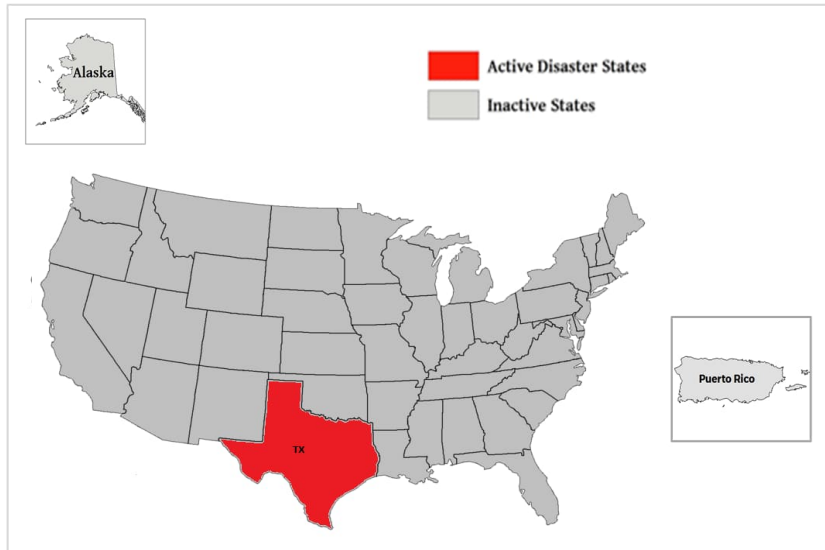 Alaska
Active Disaster States
Inactive States
Puerto Rico
TX